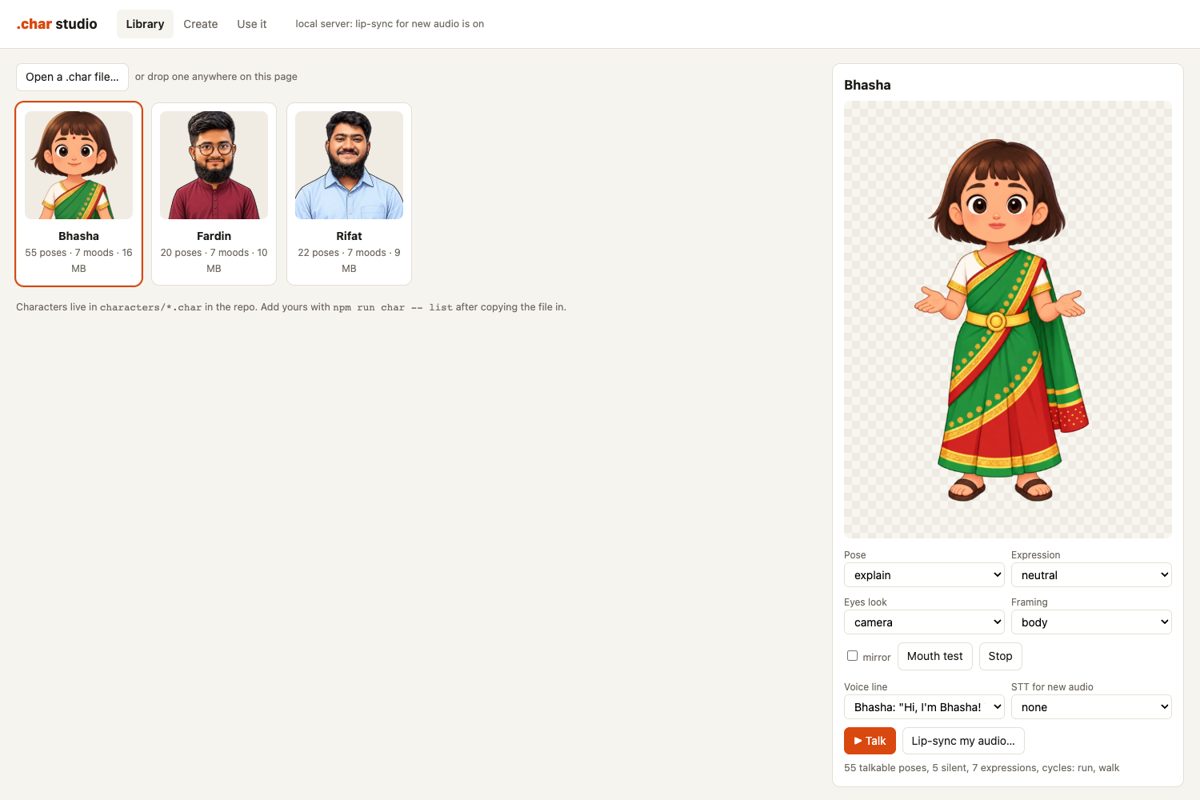 .char studio
Library
Create
Use it
local server: lip-sync for new audio is on
Open a .char file...
or drop one anywhere on this page
Bhasha
55 poses · 7 moods · 16
MB
Fardin
20 poses · 7 moods · 10
MB
Rifat
22 poses · 7 moods · 9
MB
Characters live in characters/*.char in the repo. Add yours with npm run char -- list after copying the file in.
Bhasha
Pose
Expression
explain
neutral
Eyes look
Framing
camera
body
mirror
Mouth test
Stop
Voice line
STT for new audio
Bhasha: "Hi, I'm Bhasha!
none
► Talk
Lip-sync my audio...
55 talkable poses, 5 silent, 7 expressions, cycles: run, walk